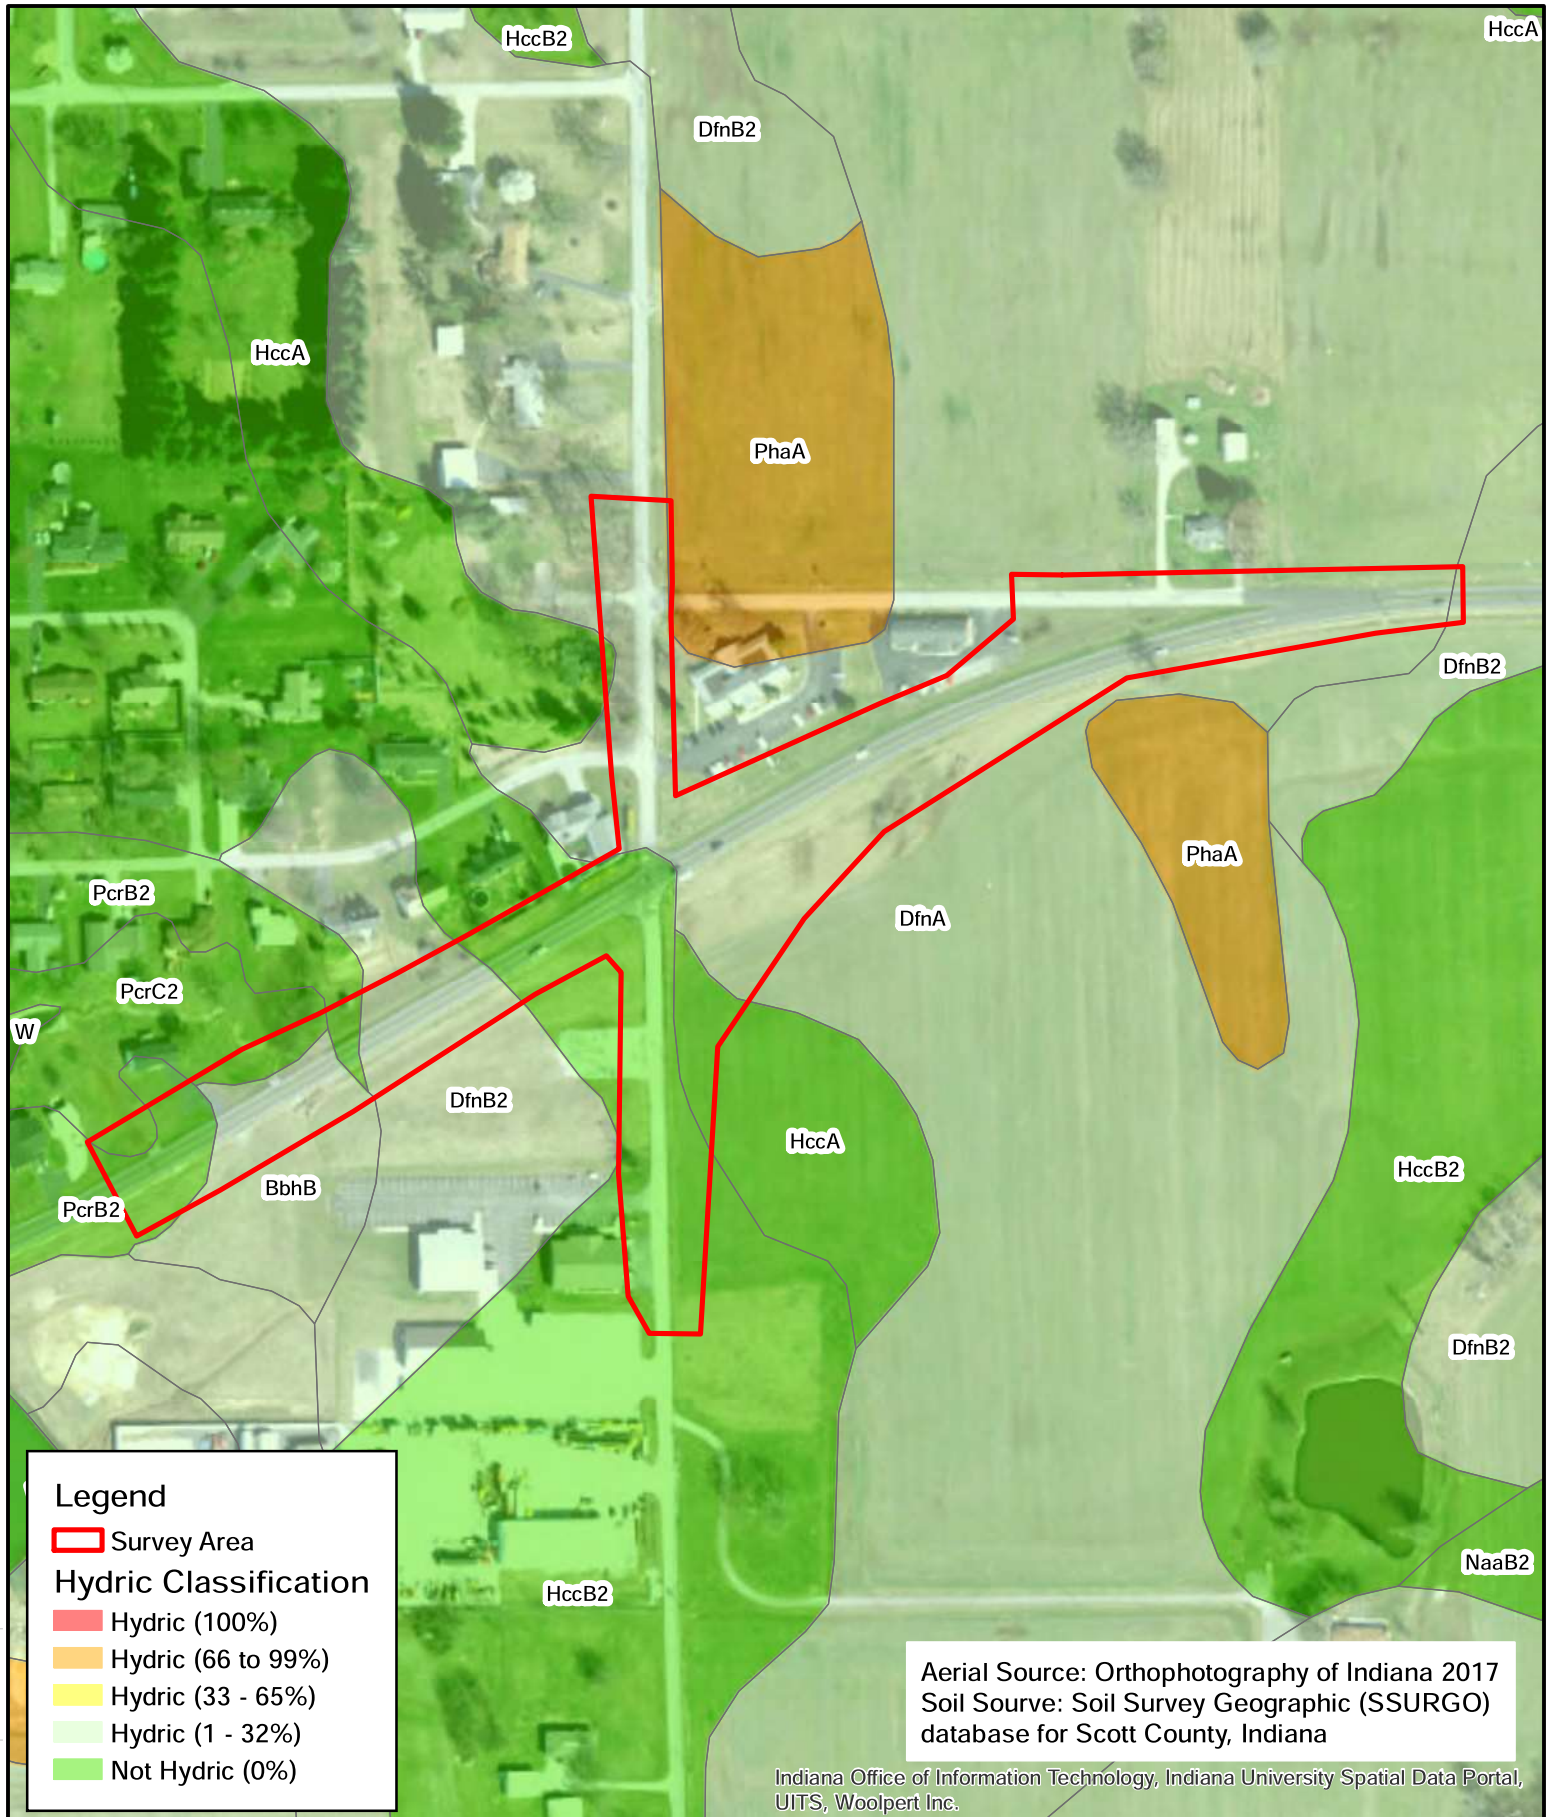 HccB2
HccA
DfnB2
HccA
PhaA
DfnB2
PhaA
PcrB2
DfnA
PcrC2
W
DfnB2
HccA
HccB2
BbhB
PcrB2
DfnB2
Legend
Survey Area
Hydric Classification
Hydric (100%)
Hydric (66 to 99%)
Hydric (33 - 65%)
Hydric (1 - 32%)
Not Hydric (0%)
NaaB2
HccB2
Aerial Source: Orthophotography of Indiana 2017
Soil Sourve: Soil Survey Geographic (SSURGO)
database for Scott County, Indiana
Indiana Office of Information Technology, Indiana University Spatial Data Portal,
UITS, Woolpert Inc.